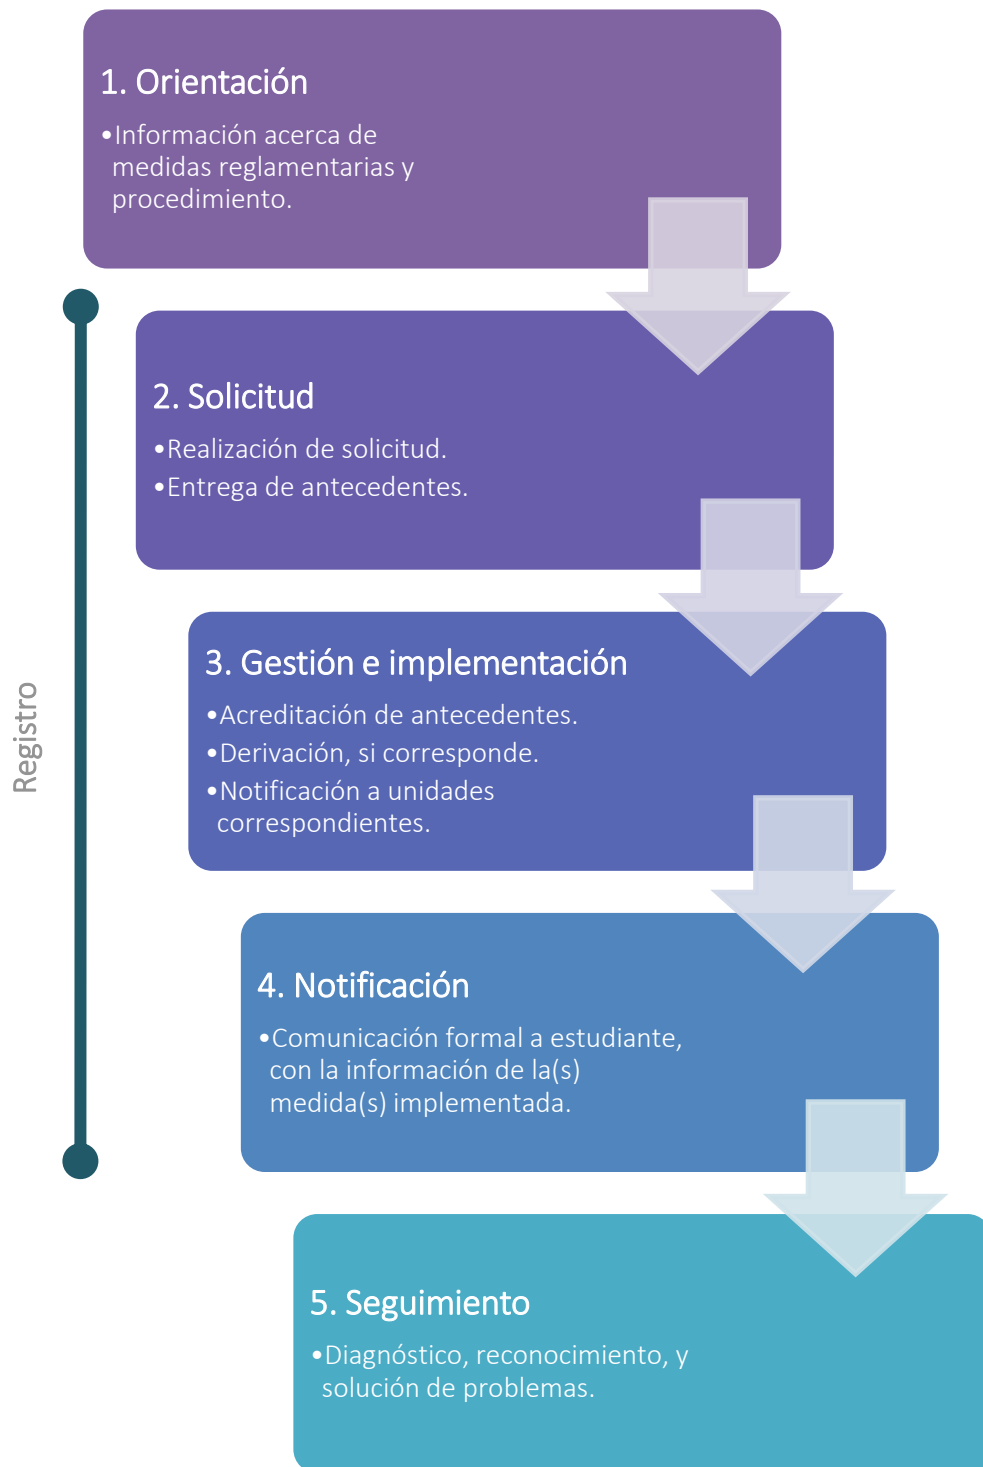 1. Orientación
•Información acerca de
medidas reglamentarias y
procedimiento.
2. Solicitud
•Realización de solicitud.
•Entrega de antecedentes.
3. Gestión e implementación
•Acreditación de antecedentes.
•Derivación, si corresponde.
•Notificación a unidades
correspondientes.
4. Notificación
•Comunicación formal a estudiante,
con la información de la(s)
medida(s) implementada.
5. Seguimiento
•Diagnóstico, reconocimiento, y
solución de problemas.
Registro